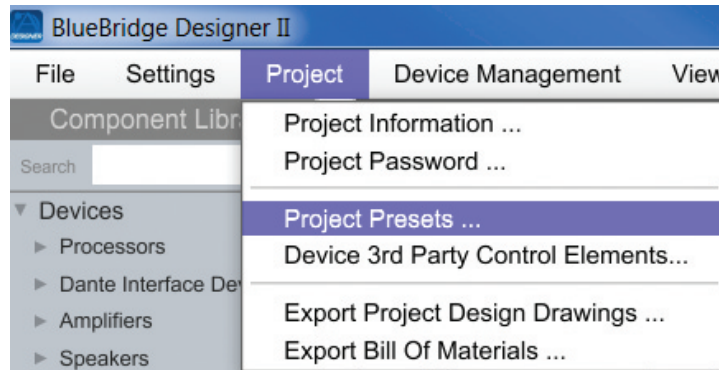 BlueBridge Designer II
File Settings Project Device Management View
Component Libr
Search
Project Information ...
Project Password ...
Devices
Processors
Dante Interface De
Amplifiers
Speakers
Project Presets ...
Device 3rd Party Control Elements...
Export Project Design Drawings ...
Export Bill Of Materials ...